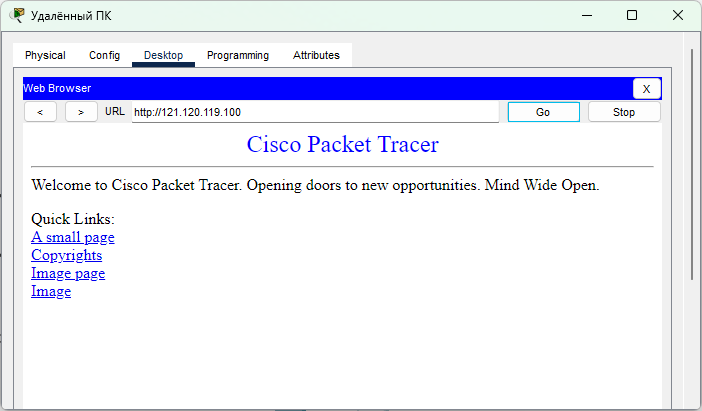 Удалённый ПК
Physical Config Desktop Programming Attributes
Web Browser X
< > URL http://121.120.119.100 Go Stop
Cisco Packet Tracer
Welcome to Cisco Packet Tracer. Opening doors to new opportunities. Mind Wide Open.
Quick Links:
A small page
Copyrights
Image page
Image